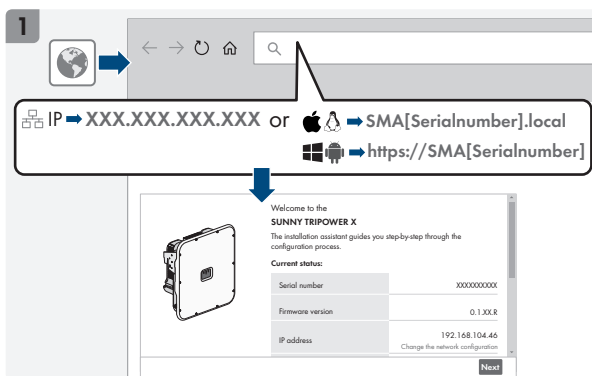 1
IP ➡ XXX.XXX.XXX.XXX or ➡ SMA[Serialnumber].local
➡ https://SMA[Serialnumber]
Welcome to the
SUNNY TRIPOWER X
The installation assistant guides you step-by-step through the
configuration process.
Current status:
Serial number XXXXXXXXXX
Firmware version 0.1.XX.R
IP address 192.168.104.46
Change the network configuration
Next